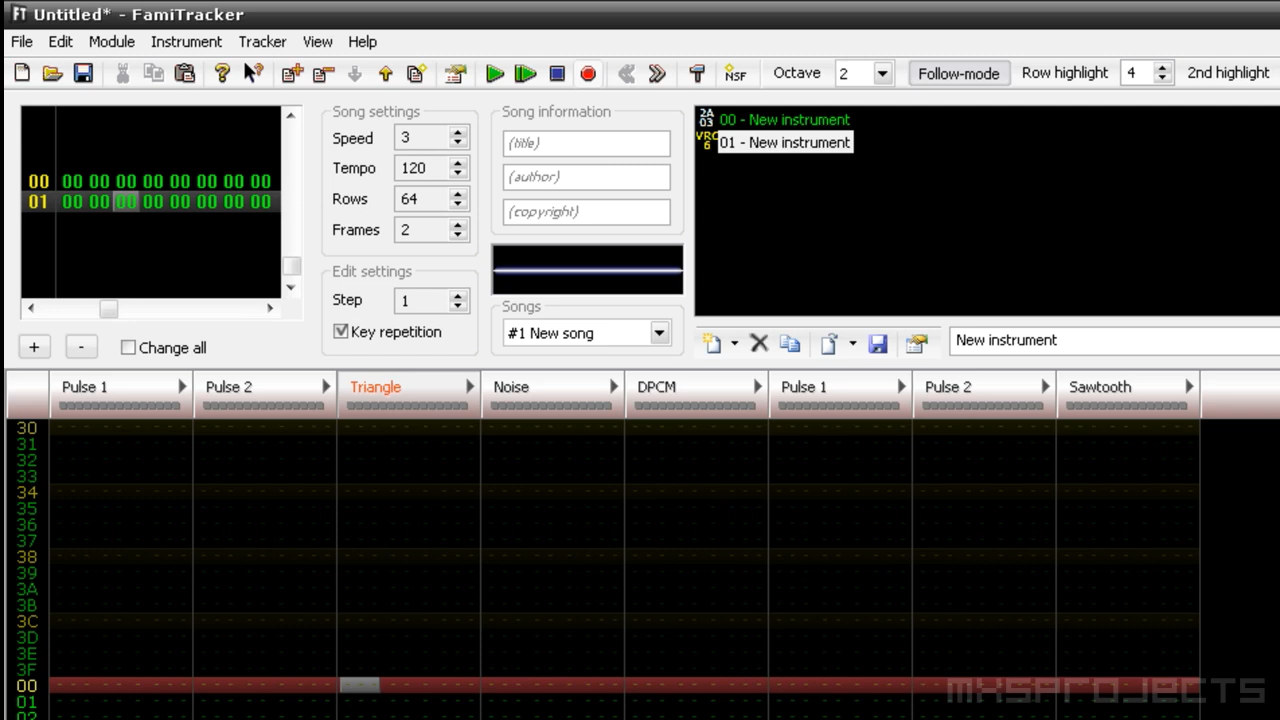 FT Untitled* - FamiTracker
File Edit Module Instrument Tracker View Help
NSF Octave 2 Follow-mode Row highlight 4 2nd highlight
00 00 00 00 00 00 00 00 00
01 00 00 00 00 00 00 00 00
Song settings
Speed 3
Tempo 120
Rows 64
Frames 2
Edit settings
Step 1
Key repetition
Song information
(title)
(author)
(copyright)
Songs
#1 New song
2A03 00 - New instrument
VRC6 01 - New instrument
+ - Change all
New instrument
Pulse 1 Pulse 2 Triangle Noise DPCM Pulse 1 Pulse 2 Sawtooth
30
31
32
33
34
35
36
37
38
39
3A
3B
3C
3D
3E
3F
00
01
02
MXSPROJECTS